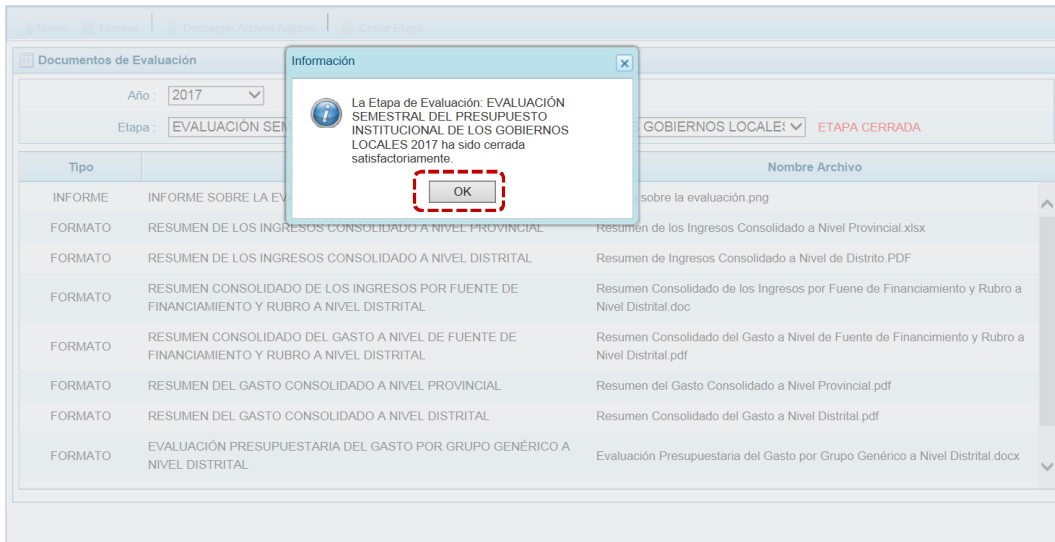 Nuevo Eliminar Descargar Archivo Adjunto Cerrar Etapa
Documentos de Evaluación
Año : 2017
Etapa : EVALUACIÓN SEM GOBIERNOS LOCALES ETAPA CERRADA
Información
La Etapa de Evaluación: EVALUACIÓN
SEMESTRAL DEL PRESUPUESTO
INSTITUCIONAL DE LOS GOBIERNOS
LOCALES 2017 ha sido cerrada
satisfactoriamente.
OK
Tipo Nombre Archivo
INFORME INFORME SOBRE LA EV sobre la evaluación.png
FORMATO RESUMEN DE LOS INGRESOS CONSOLIDADO A NIVEL PROVINCIAL Resumen de los Ingresos Consolidado a Nivel Provincial.xlsx
FORMATO RESUMEN DE LOS INGRESOS CONSOLIDADO A NIVEL DISTRITAL Resumen de Ingresos Consolidado a Nivel de Distrito.PDF
FORMATO RESUMEN CONSOLIDADO DE LOS INGRESOS POR FUENTE DE
FINANCIAMIENTO Y RUBRO A NIVEL DISTRITAL
Resumen Consolidado de los Ingresos por Fuene de Financiamiento y Rubro a
Nivel Distrital.doc
FORMATO RESUMEN CONSOLIDADO DEL GASTO A NIVEL DE FUENTE DE
FINANCIAMIENTO Y RUBRO A NIVEL DISTRITAL
Resumen Consolidado del Gasto a Nivel de Fuente de Financimiento y Rubro a
Nivel Distrital.pdf
FORMATO RESUMEN DEL GASTO CONSOLIDADO A NIVEL PROVINCIAL Resumen del Gasto Consolidado a Nivel Provincial.pdf
FORMATO RESUMEN DEL GASTO CONSOLIDADO A NIVEL DISTRITAL Resumen Consolidado del Gasto a Nivel Distrital.pdf
FORMATO EVALUACIÓN PRESUPUESTARIA DEL GASTO POR GRUPO GENÉRICO A
NIVEL DISTRITAL
Evaluación Presupuestaria del Gasto por Grupo Genérico a Nivel Distrital.docx